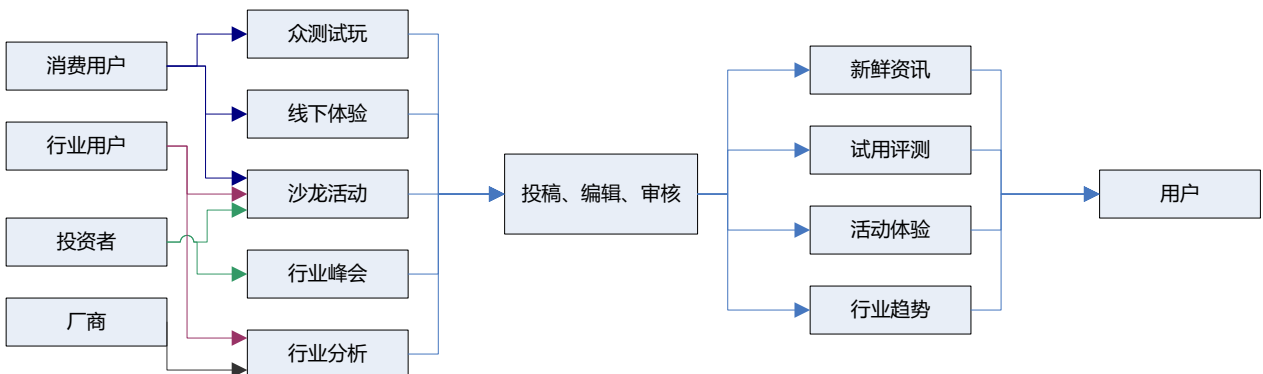 消费用户
行业用户
投资者
厂商
众测试玩
线下体验
沙龙活动
行业峰会
行业分析
投稿、编辑、审核
新鲜资讯
试用评测
活动体验
行业趋势
用户